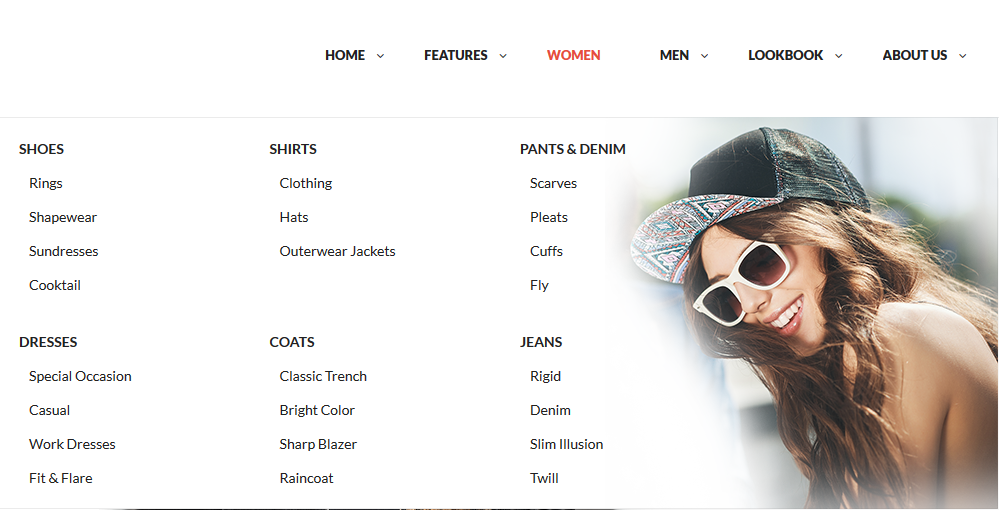 HOME FEATURES WOMEN MEN LOOKBOOK ABOUT US
SHOES
Rings
Shapewear
Sundresses
Cooktail
SHIRTS
Clothing
Hats
Outerwear Jackets
PANTS & DENIM
Scarves
Pleats
Cuffs
Fly
DRESSES
Special Occasion
Casual
Work Dresses
Fit & Flare
COATS
Classic Trench
Bright Color
Sharp Blazer
Raincoat
JEANS
Rigid
Denim
Slim Illusion
Twill